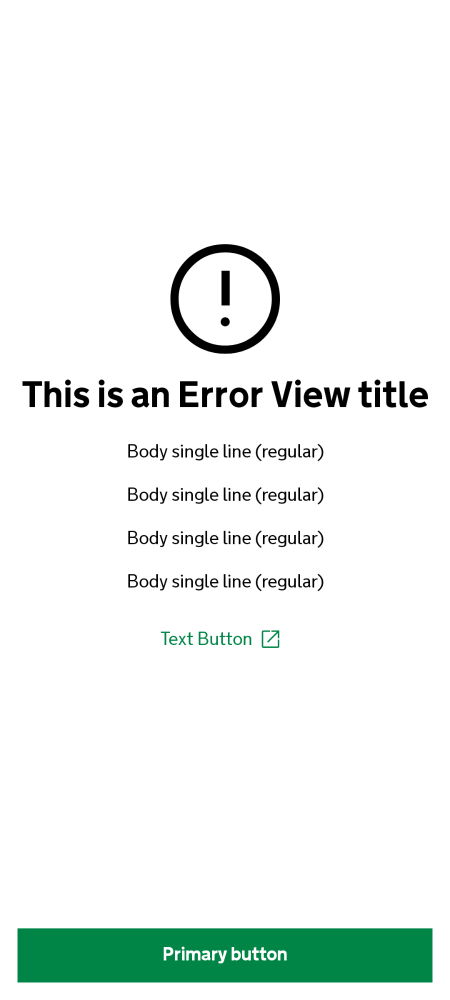 This is an Error View title
Body single line (regular)
Body single line (regular)
Body single line (regular)
Body single line (regular)
Text Button
Primary button